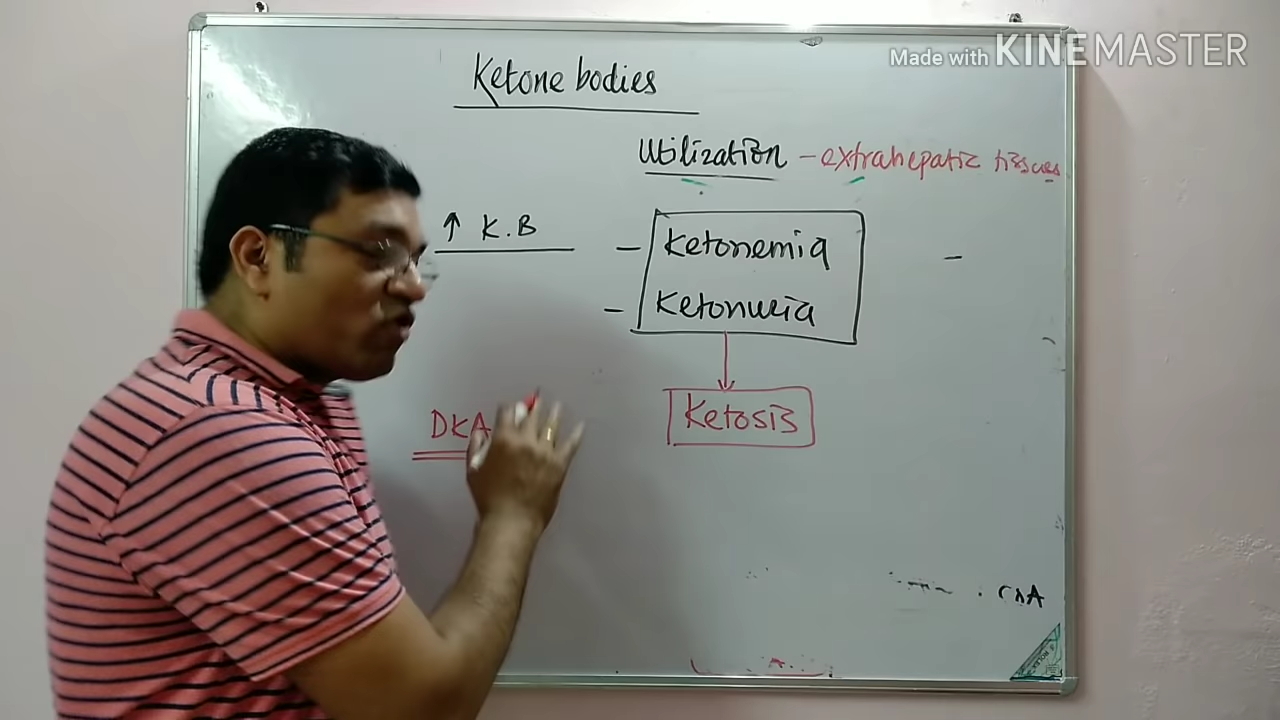 Made with KINEMASTER
Ketone bodies
Utilization - extrahepatic tissues
↑ K.B
- Ketonemia
- Ketonuria
DKA
Ketosis